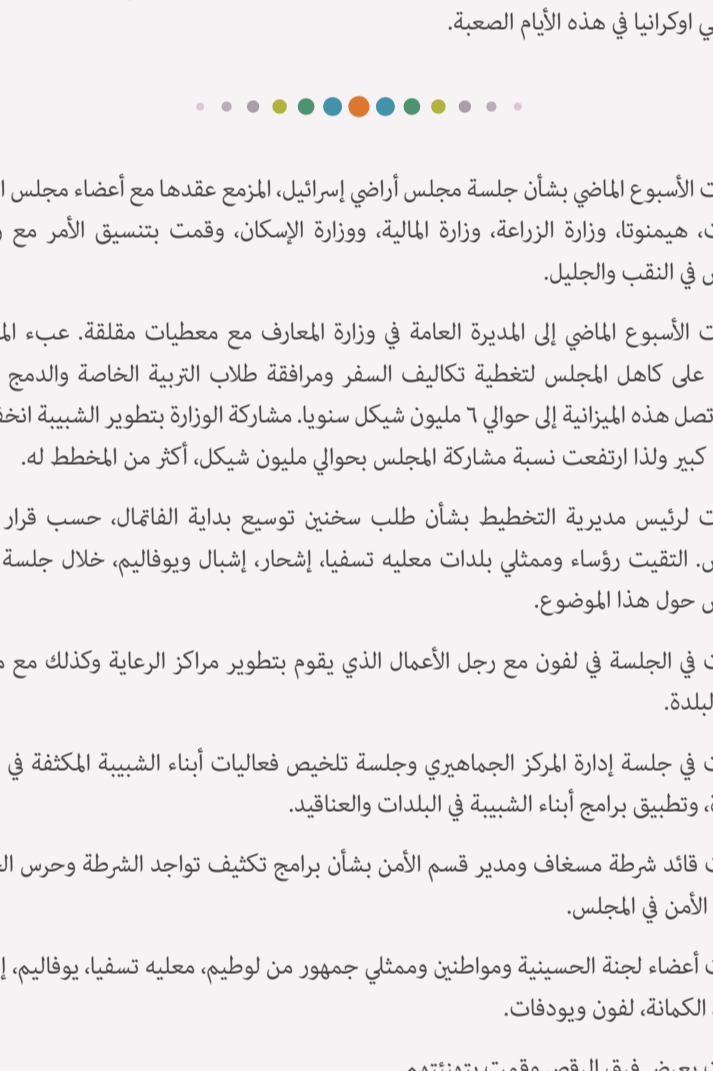 اوكرانيا في هذه الأيام الصعبة.
الأسبوع الماضي بشأن جلسة مجلس أراضي إسرائيل، المزمع عقدها مع أعضاء مجلس
هيمنوتا، وزارة الزراعة، وزارة المالية، ووزارة الإسكان، وقمت بتنسيق الأمر مع
في النقب والجليل.
الأسبوع الماضي إلى المديرة العامة في وزارة المعارف مع معطيات مقلقة. عبء
على كاهل المجلس لتغطية تكاليف السفر ومرافقة طلاب التربية الخاصة والدمج
تصل هذه الميزانية إلى حوالي ٦ مليون شيكل سنويا. مشاركة الوزارة بتطوير الشبيبة
كبير ولذا ارتفعت نسبة مشاركة المجلس بحوالي مليون شيكل، أكثر من المخطط له.
لرئيس مديرية التخطيط بشأن طلب سخنين توسيع بداية الفاتمال، حسب قرار
التقيت رؤساء وممثلي بلدات معليه تسفيا، إشحار، إشبال ويوفاليم، خلال جلسة
حول هذا الموضوع.
في الجلسة في لفون مع رجل الأعمال الذي يقوم بتطوير مراكز الرعاية وكذلك مع
البلدة.
في جلسة إدارة المركز الجماهيري وجلسة تلخيص فعاليات أبناء الشبيبة المكثفة في
وتطبيق برامج أبناء الشبيبة في البلدات والعناقيد.
قائد شرطة مسغاف ومدير قسم الأمن بشأن برامج تكثيف تواجد الشرطة وحرس
الأمن في المجلس.
أعضاء لجنة الحسينية ومواطنين وممثلي جمهور من لوطيم، معليه تسفيا، يوفاليم،
الكمانة، لفون ويودفات.